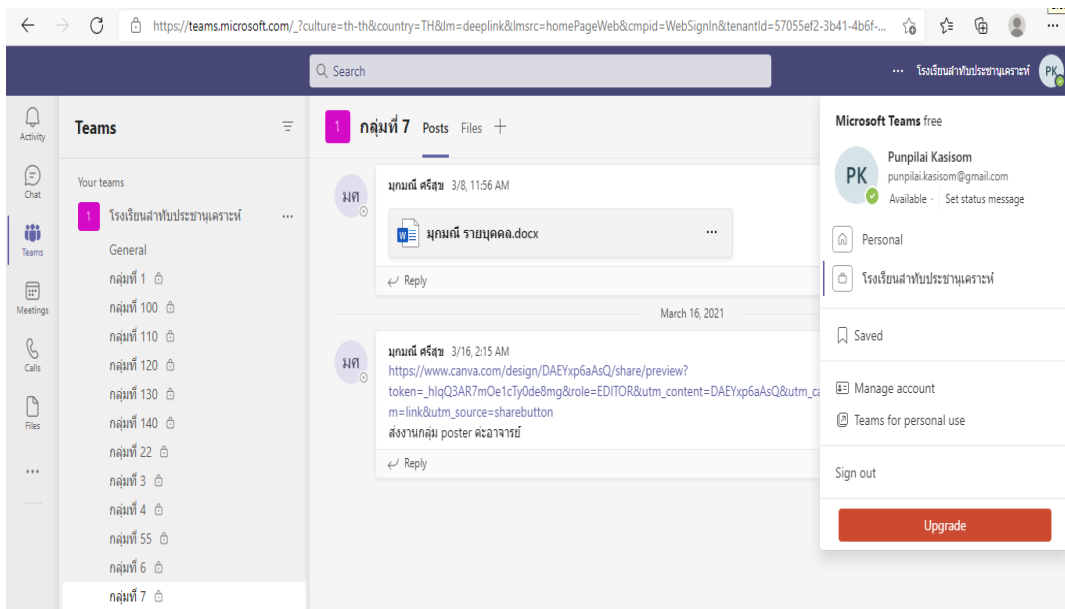 https://teams.microsoft.com/_?culture=th-th&country=TH&lm=deeplink&lmsrc=homePageWeb&cmpid=WebSignIn&tenantId=57055ef2-3b41-4b6f-...
Search
... โรงเรียนลำทับประชานุเคราะห์ PK
Activity
Chat
Teams
Meetings
Calls
Files
...
Teams
Your teams
1 โรงเรียนลำทับประชานุเคราะห์ ...
General
กลุ่มที่ 1
กลุ่มที่ 100
กลุ่มที่ 110
กลุ่มที่ 120
กลุ่มที่ 130
กลุ่มที่ 140
กลุ่มที่ 22
กลุ่มที่ 3
กลุ่มที่ 4
กลุ่มที่ 55
กลุ่มที่ 6
กลุ่มที่ 7
1 กลุ่มที่ 7 Posts Files +
มศ
มุกมณี ศรีสุข 3/8, 11:56 AM
มุกมณี รายบุคคล.docx ...
Reply
March 16, 2021
มศ
มุกมณี ศรีสุข 3/16, 2:15 AM
https://www.canva.com/design/DAEYxp6aAsQ/share/preview?
token=_hIqQ3AR7mOe1cTy0de8mg&role=EDITOR&utm_content=DAEYxp6aAsQ&utm_ca
m=link&utm_source=sharebutton
ส่งงานกลุ่ม poster ค่ะอาจารย์
Reply
Microsoft Teams free
PK
Punpilai Kasisom
punpilai.kasisom@gmail.com
Available - Set status message
Personal
โรงเรียนลำทับประชานุเคราะห์
Saved
Manage account
Teams for personal use
Sign out
Upgrade